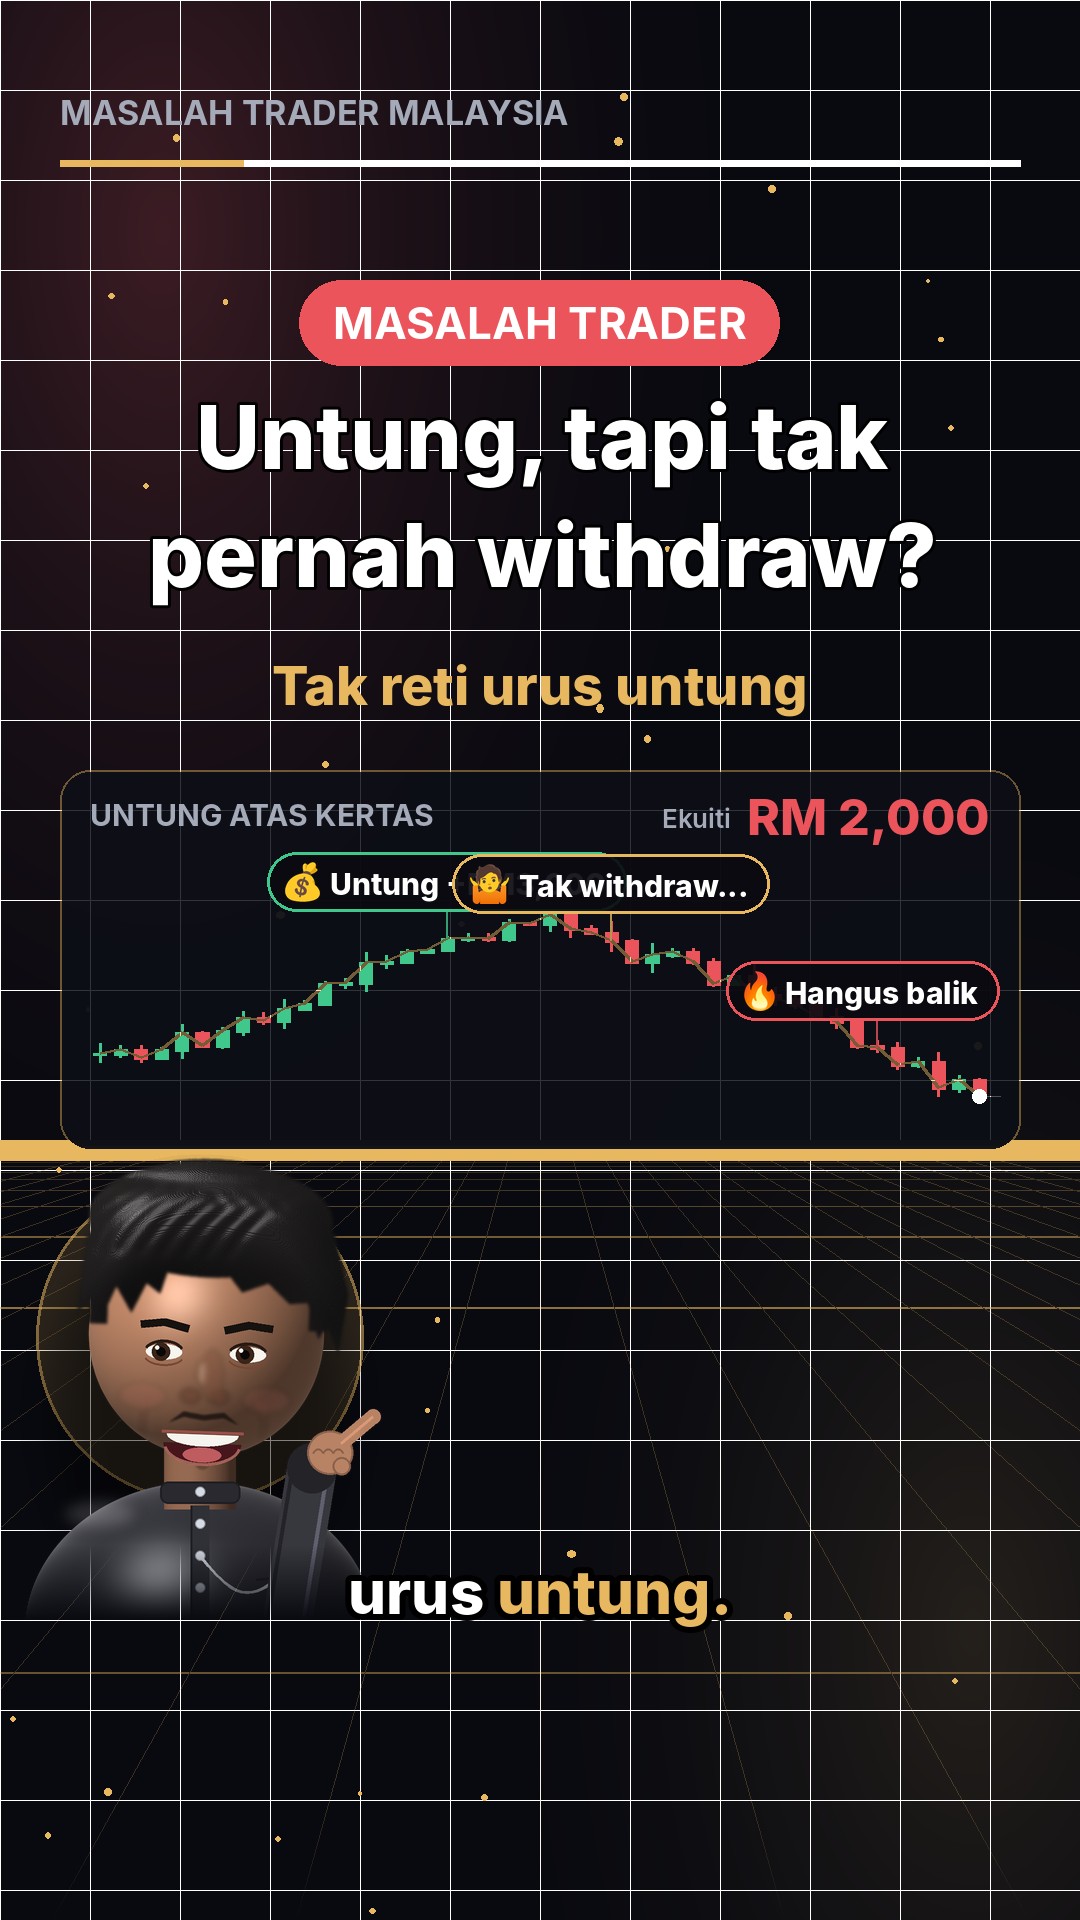 MASALAH TRADER MALAYSIA
MASALAH TRADER
Untung, tapi tak
pernah withdraw?
Tak reti urus untung
UNTUNG ATAS KERTAS
Ekuiti RM 2,000
Untung
Tak withdraw...
Hangus balik
urus untung.